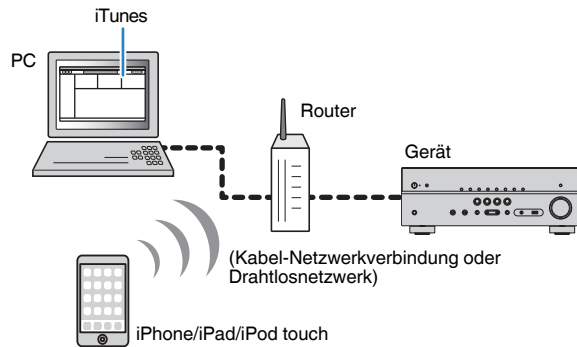 iTunes
PC
Router
Gerät
(Kabel-Netzwerkverbindung oder
Drahtlosnetzwerk)
iPhone/iPad/iPod touch